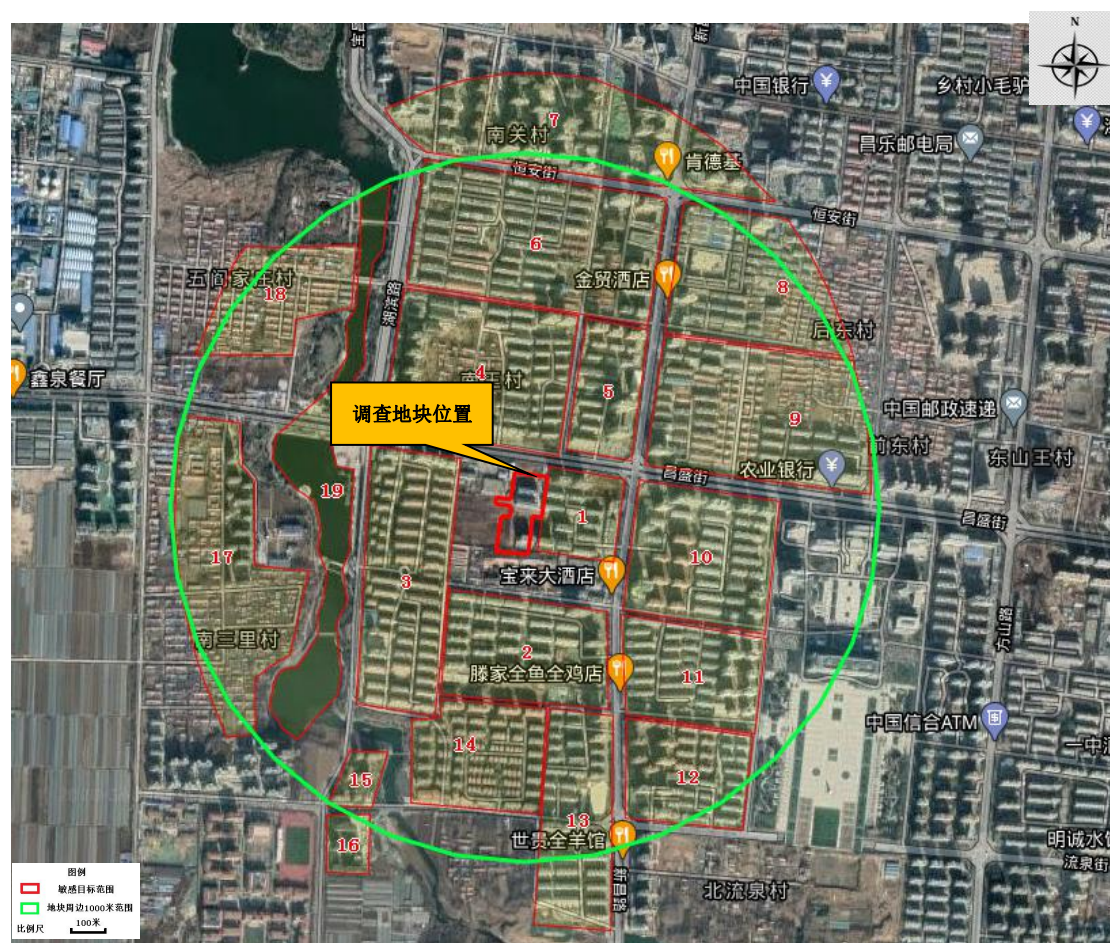 N
宝
新
中国银行
乡村小毛驴
7
南关村
昌乐邮电局
肯德基
恒安街
恒安街
6
金贸酒店
五阎家庄村
18
8
湖滨路
后东村
4
5
鑫泉餐厅
调查地块位置
中国邮政速递
9
前东村
东山王村
农业银行
昌盛街
19
昌盛街
1
17
10
3
宝来大酒店
方山路
南三里村
2
滕家全鱼全鸡店
11
中国信合ATM
14
一中
15
12
13
16
世贵全羊馆
明诚水饺
流泉街
新昌路
北流泉村
图例
敏感目标范围
地块周边1000米范围
比例尺 100米